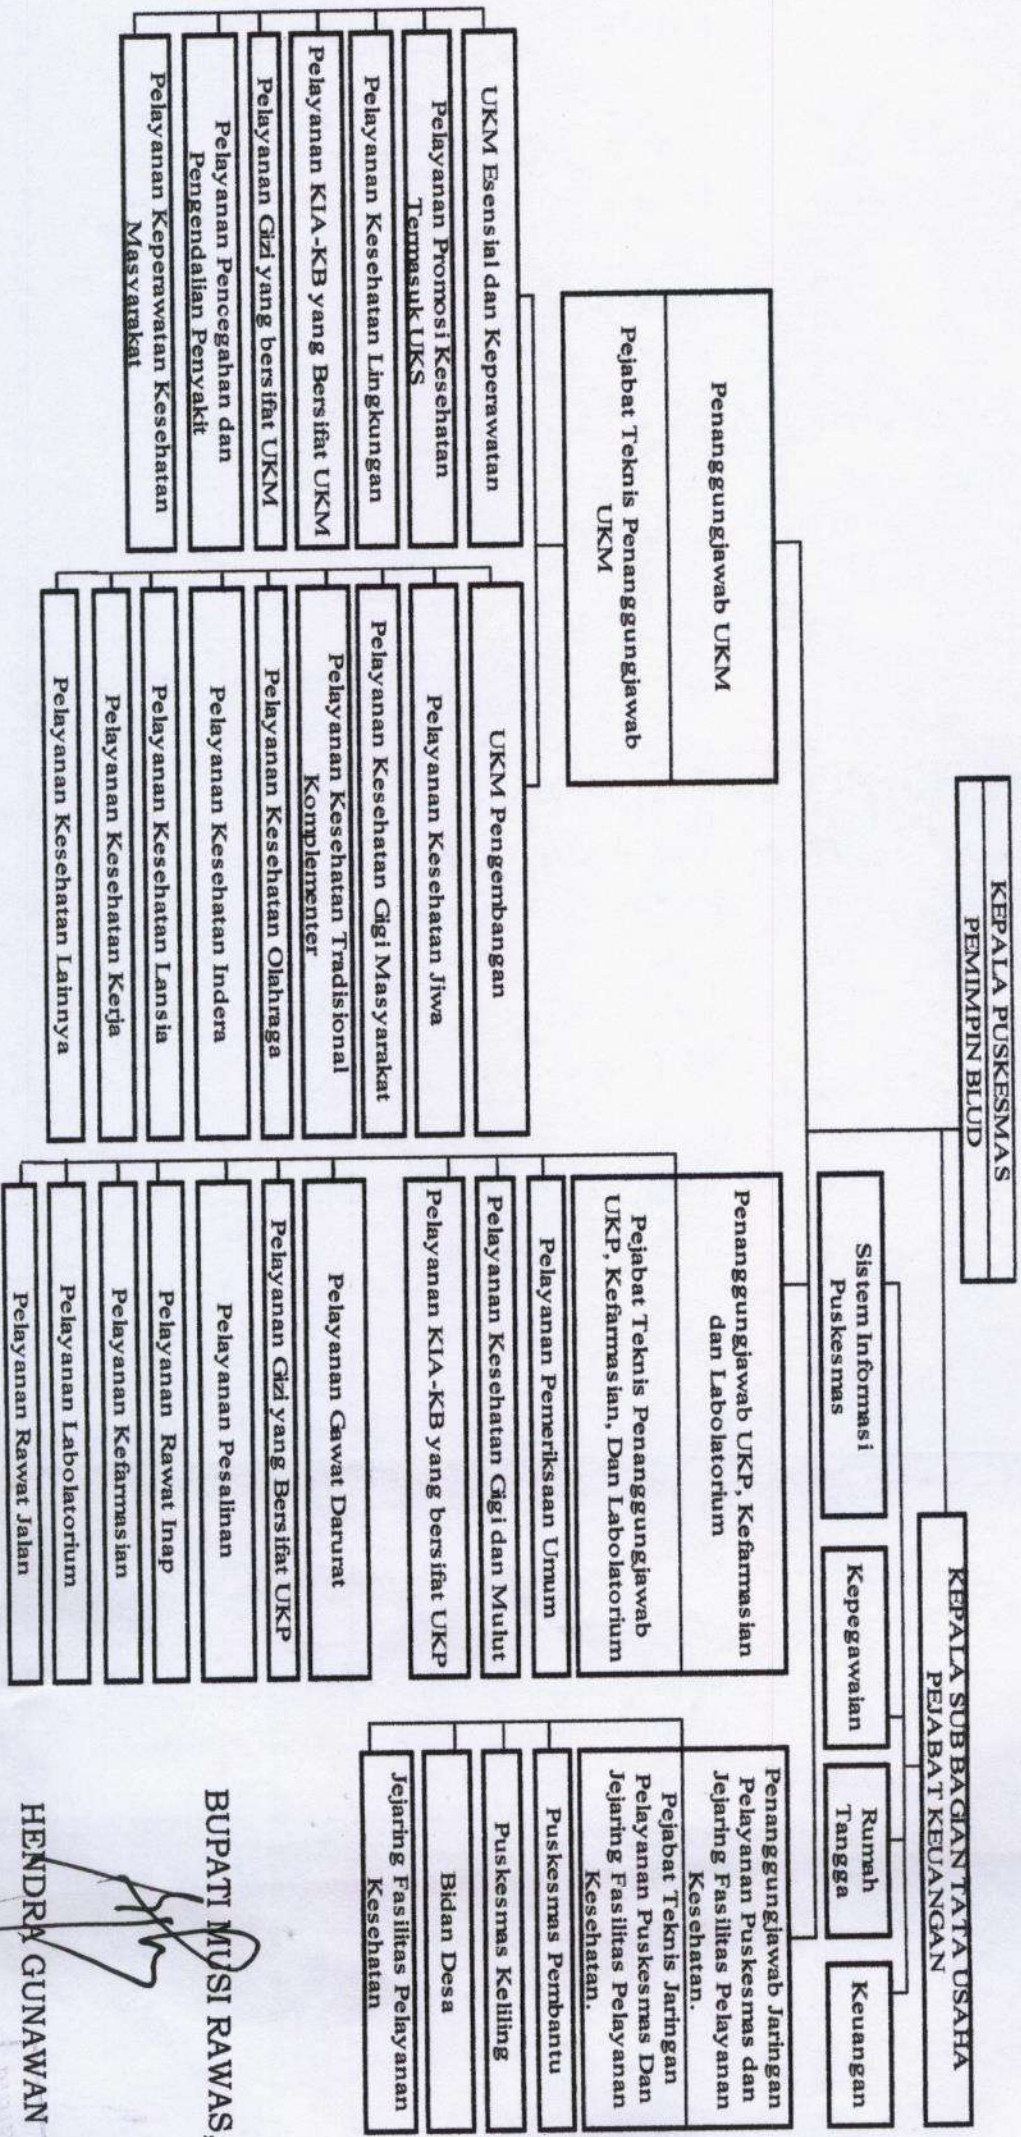 KEPALA PUSKESMAS
PEMIMPIN BLUD
KEPALA SUB BAGIAN TATA USAHA
PEJABAT KEUANGAN
Sistem Informasi
Puskesmas
Kepegawaian
Rumah
Tangga
Keuangan
Penanggungjawab UKM
Pejabat Teknis Penanggungjawab
UKM
UKM Esensial dan Keperawatan
Pelayanan Promosi Kesehatan
Termasuk UKS
Pelayanan Kesehatan Lingkungan
Pelayanan KIA-KB yang Bersifat UKM
Pelayanan Gizi yang bersifat UKM
Pelayanan Pencegahan dan
Pengendalian Penyakit
Pelayanan Keperawatan Kesehatan
Masyarakat
UKM Pengembangan
Pelayanan Kesehatan Jiwa
Pelayanan Kesehatan Gigi Masyarakat
Pelayanan Kesehatan Tradisional
Komplementer
Pelayanan Kesehatan Olahraga
Pelayanan Kesehatan Indera
Pelayanan Kesehatan Lansia
Pelayanan Kesehatan Kerja
Pelayanan Kesehatan Lainnya
Penanggungjawab UKP, Kefarmasian
dan Labolatorium
Pejabat Teknis Penanggungjawab
UKP, Kefarmasian, Dan Labolatorium
Pelayanan Pemeriksaan Umum
Pelayanan Kesehatan Gigi dan Mulut
Pelayanan KIA-KB yang bersifat UKP
Pelayanan Gawat Darurat
Pelayanan Gizi yang Bersifat UKP
Pelayanan Pesalinan
Pelayanan Rawat Inap
Pelayanan Kefarmasian
Pelayanan Labolatorium
Pelayanan Rawat Jalan
Penanggungjawab Jaringan
Pelayanan Puskesmas dan
Jejaring Fasilitas Pelayanan
Kesehatan.
Pejabat Teknis Jaringan
Pelayanan Puskesmas Dan
Jejaring Fasilitas Pelayanan
Kesehatan.
Puskesmas Pembantu
Puskesmas Keliling
Bidan Desa
Jejaring Fasilitas Pelayanan
Kesehatan
BUPATI MUSI RAWAS,
HENDRA GUNAWAN